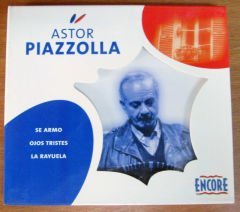 ASTOR
PIAZZOLLA
SE ARMO
OJOS TRISTES
LA RAYUELA
ENCORE